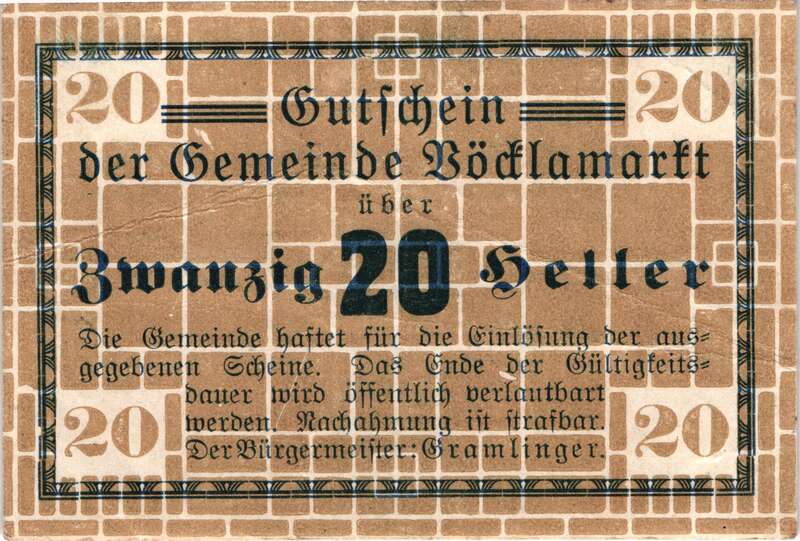 20 Gutschein 20
der Gemeinde Vöcklamarkt
über
Zwanzig 20 Heller
Die Gemeinde haftet für die Einlösung der aus-
gegebenen Scheine. Das Ende der Gültigkeits-
dauer wird öffentlich verlautbart
werden. Nachahmung ist strafbar.
Der Bürgermeister: Gramlinger.
20 20